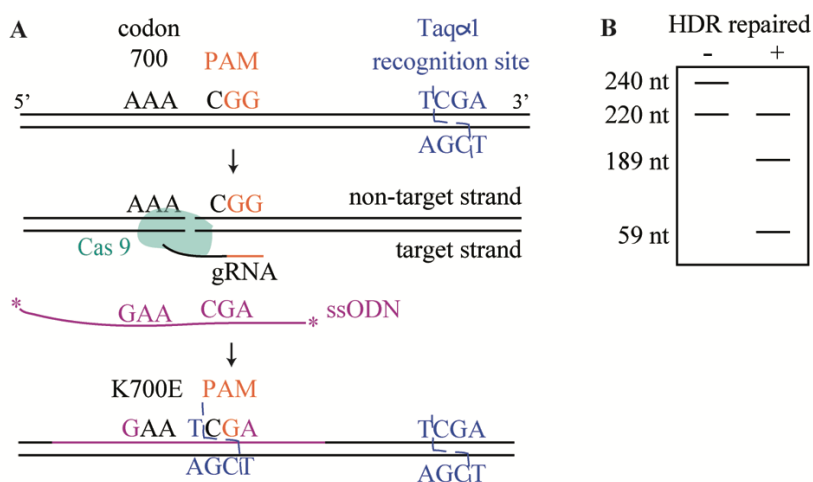 A
codon
700
PAM
Taqα1
recognition site
5’
AAA
CGG
TCGA
3’
AGCT
AAA
CGG
non-target strand
Cas 9
target strand
gRNA
*
GAA
CGA
* ssODN
K700E
PAM
GAA
TCGA
TCGA
AGCT
AGCT
B
HDR repaired
- +
240 nt
220 nt
189 nt
59 nt